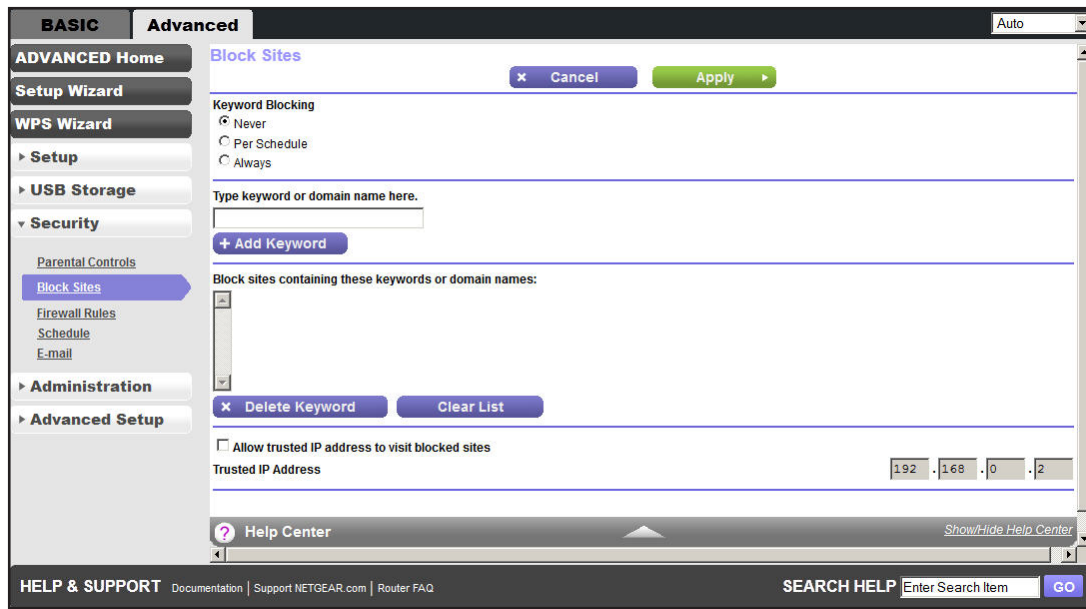 BASIC
Advanced
Auto
ADVANCED Home
Setup Wizard
WPS Wizard
Setup
USB Storage
Security
Parental Controls
Block Sites
Firewall Rules
Schedule
E-mail
Administration
Advanced Setup
Block Sites
Cancel
Apply
Keyword Blocking
Never
Per Schedule
Always
Type keyword or domain name here.
+ Add Keyword
Block sites containing these keywords or domain names:
x Delete Keyword
Clear List
Allow trusted IP address to visit blocked sites
Trusted IP Address
192 . 168 . 0 . 2
? Help Center
Show/Hide Help Center
HELP & SUPPORT Documentation | Support NETGEAR.com | Router FAQ
SEARCH HELP Enter Search Item GO